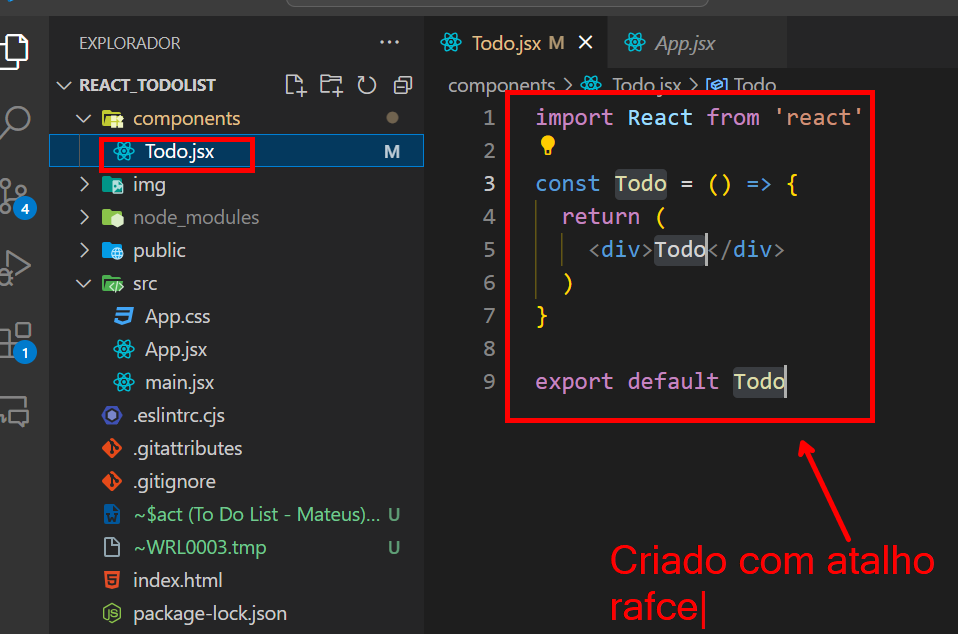 EXPLORADOR
REACT_TODOLIST
components
Todo.jsx M
img
node_modules
public
src
App.css
App.jsx
main.jsx
.eslintrc.cjs
.gitattributes
.gitignore
~$act (To Do List - Mateus)... U
~WRL0003.tmp U
index.html
package-lock.json
4
1
Todo.jsx M
App.jsx
components > Todo.jsx > Todo
1 import React from 'react'
2
3 const Todo = () => {
4 return (
5 <div>Todo</div>
6 )
7 }
8
9 export default Todo
Criado com atalho
rafce